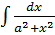 ∫ dx / (a² + x²)